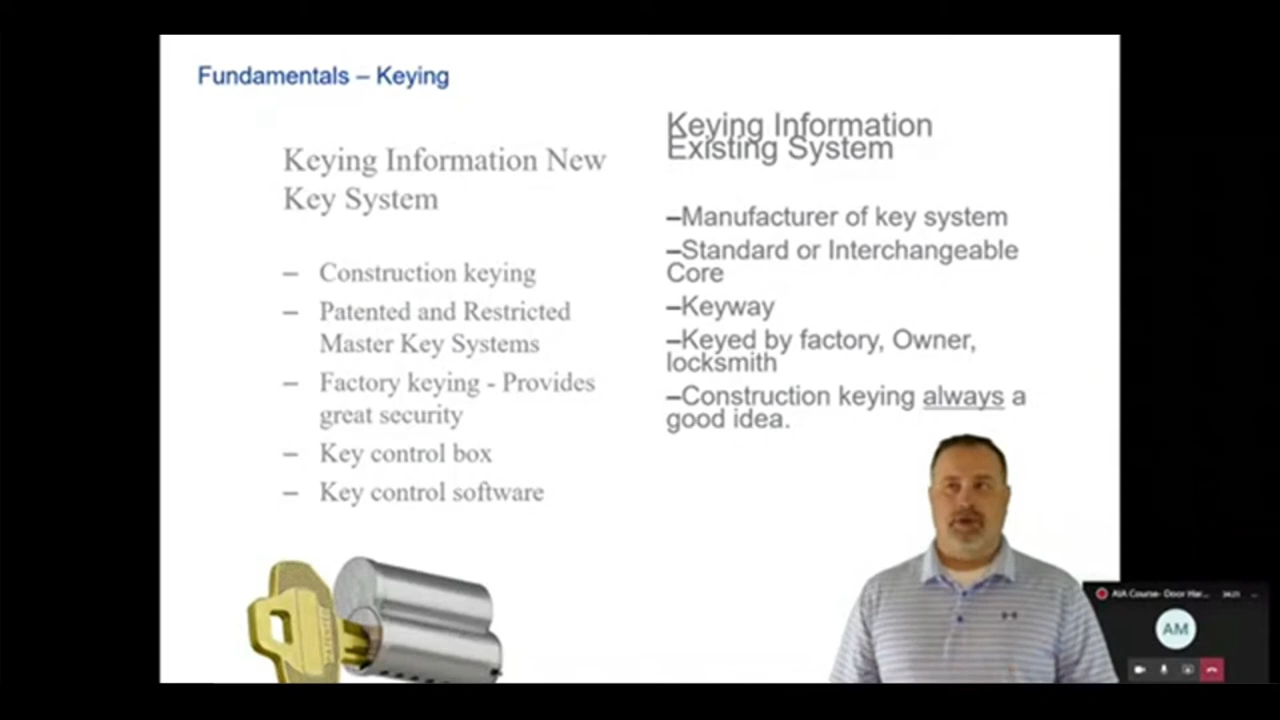 Fundamentals – Keying
Keying Information New
Key System
– Construction keying
– Patented and Restricted
Master Key Systems
– Factory keying - Provides
great security
– Key control box
– Key control software
Keying Information
Existing System
–Manufacturer of key system
–Standard or Interchangeable
Core
–Keyway
–Keyed by factory, Owner,
locksmith
–Construction keying always a
good idea.
AIA Course- Door Har...
AM